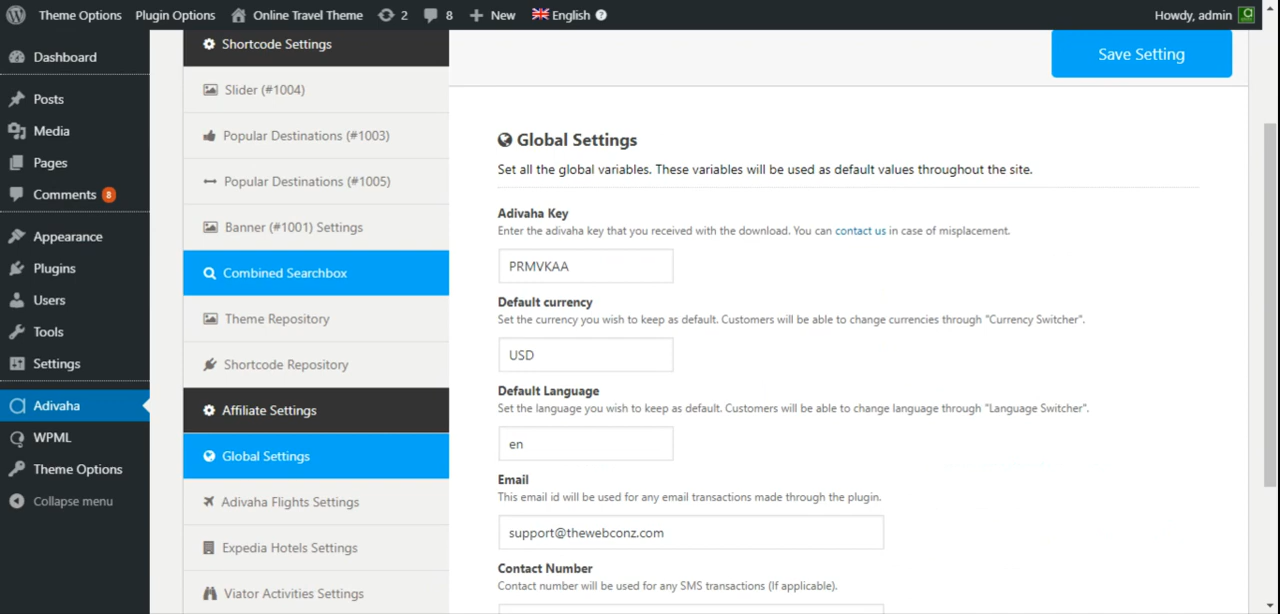 Theme Options Plugin Options Online Travel Theme 2 8 New English Howdy, admin
Dashboard
Posts
Media
Pages
Comments 8
Appearance
Plugins
Users
Tools
Settings
Adivaha
WPML
Theme Options
Collapse menu
Shortcode Settings
Slider (#1004)
Popular Destinations (#1003)
Popular Destinations (#1005)
Banner (#1001) Settings
Combined Searchbox
Theme Repository
Shortcode Repository
Affiliate Settings
Global Settings
Adivaha Flights Settings
Expedia Hotels Settings
Viator Activities Settings
Save Setting
Global Settings
Set all the global variables. These variables will be used as default values throughout the site.
Adivaha Key
Enter the adivaha key that you received with the download. You can contact us in case of misplacement.
PRMVKAA
Default currency
Set the currency you wish to keep as default. Customers will be able to change currencies through "Currency Switcher".
USD
Default Language
Set the language you wish to keep as default. Customers will be able to change language through "Language Switcher".
en
Email
This email id will be used for any email transactions made through the plugin.
support@thewebconz.com
Contact Number
Contact number will be used for any SMS transactions (If applicable).